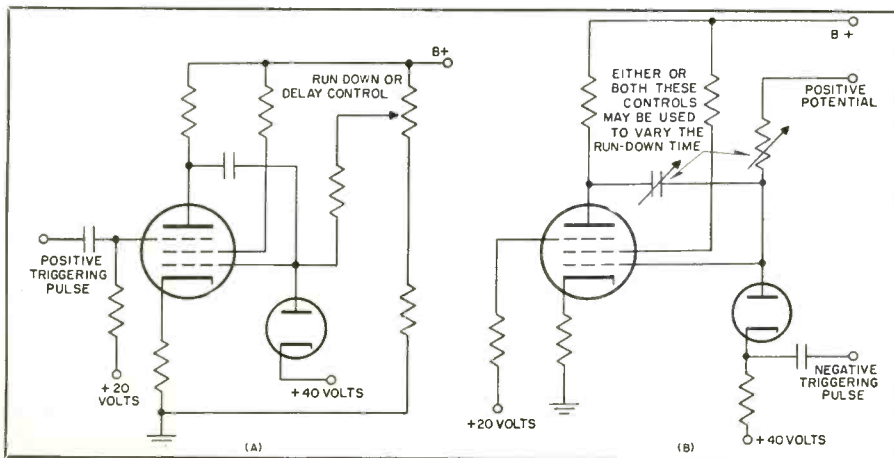 B+
RUN DOWN OR
DELAY CONTROL
POSITIVE
TRIGGERING
PULSE
+20
VOLTS
+40 VOLTS
(A)
B +
EITHER OR
BOTH THESE
CONTROLS
MAY BE USED
TO VARY THE
RUN-DOWN TIME
POSITIVE
POTENTIAL
NEGATIVE
TRIGGERING
PULSE
+20 VOLTS
+40 VOLTS
(B)